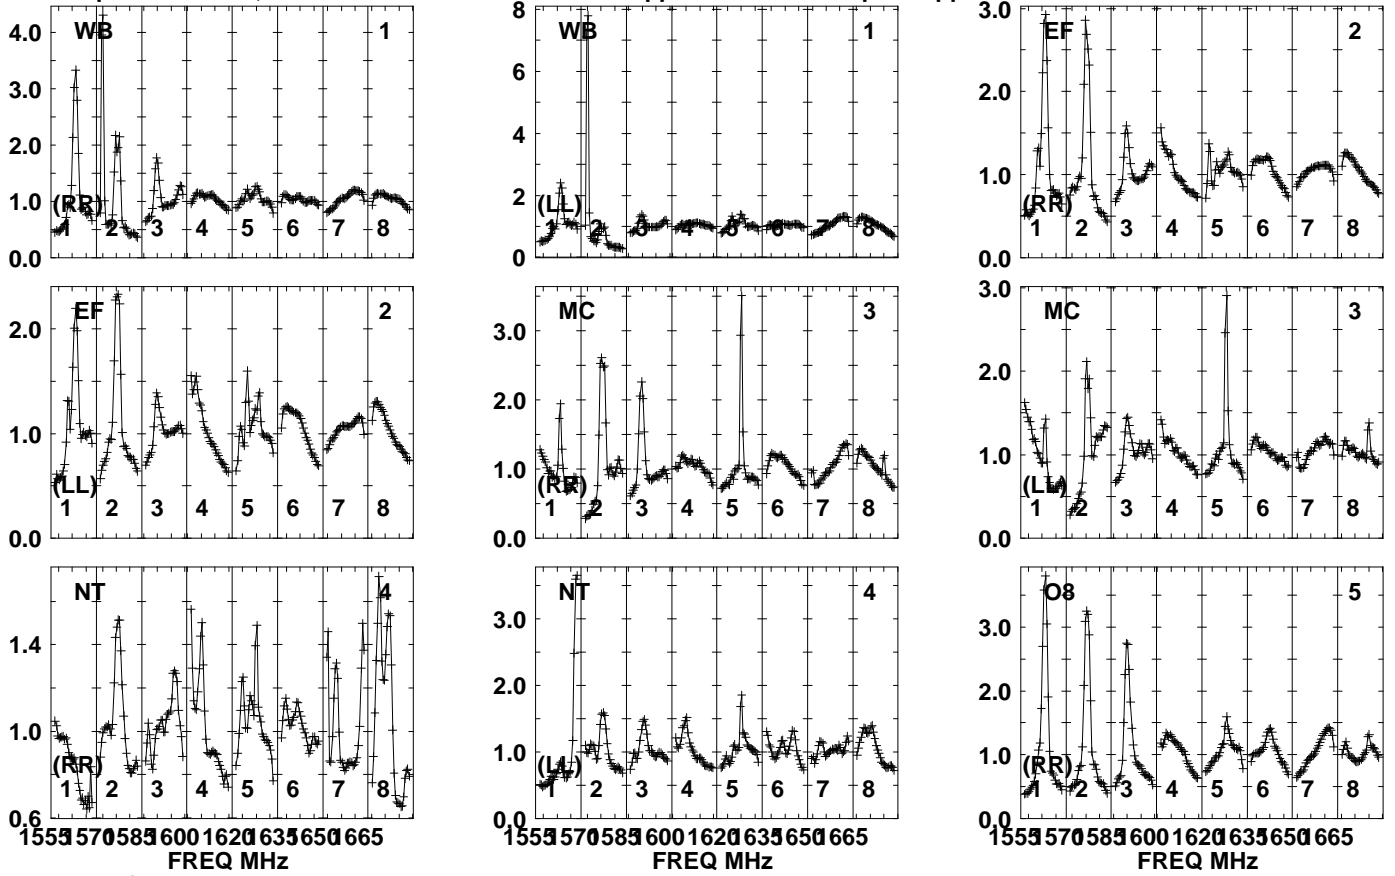 4.0 WB 1
3.0
2.0
1.0 (RR)
0.0 1 2 3 4 5 6 7 8
8 WB 1
6
4
2 (LL)
0 1 2 3 4 5 6 7 8
3.0 EF 2
2.0
1.0 (RR)
0.0 1 2 3 4 5 6 7 8
EF 2
2.0
1.0
(LL)
0.0 1 2 3 4 5 6 7 8
MC 3
3.0
2.0
1.0 (RR)
0.0 1 2 3 4 5 6 7 8
3.0 MC 3
2.0
1.0 (LL)
0.0 1 2 3 4 5 6 7 8
NT 4
1.4
1.0 (RR)
0.6 1 2 3 4 5 6 7 8
1555 1570 1585 1600 1620 1635 1650 1665
FREQ MHz
NT 4
3.0
2.0
1.0 (LL)
0.0 1 2 3 4 5 6 7 8
1555 1570 1585 1600 1620 1635 1650 1665
FREQ MHz
O8 5
3.0
2.0
1.0 (RR)
0.0 1 2 3 4 5 6 7 8
1555 1570 1585 1600 1620 1635 1650 1665
FREQ MHz